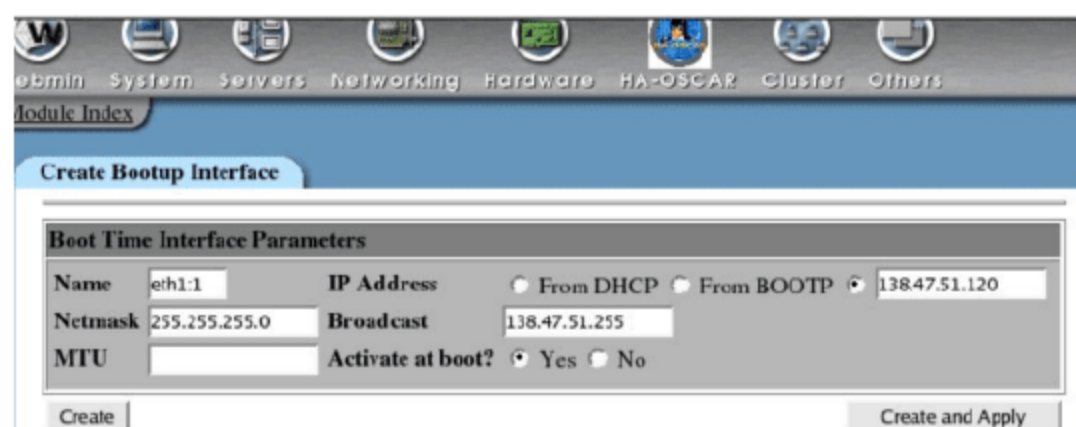 W
ebmin System Servers Networking Hardware HA-OSCAR Cluster Others
Module Index
Create Bootup Interface
Boot Time Interface Parameters
Name eth1:1 IP Address From DHCP From BOOTP 138.47.51.120
Netmask 255.255.255.0 Broadcast 138.47.51.255
MTU Activate at boot? Yes No
Create Create and Apply